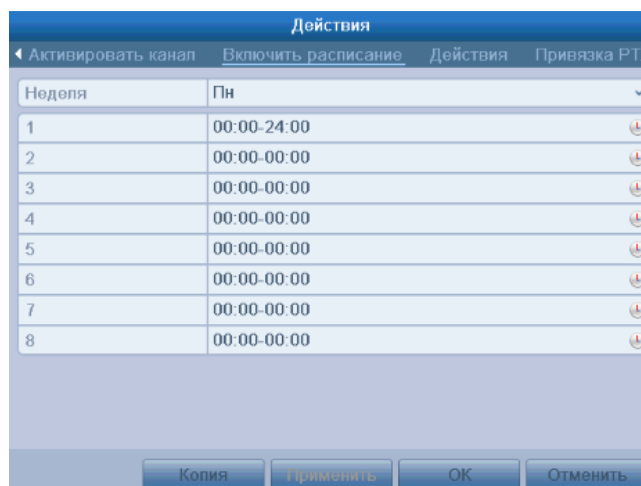 Действия
Активировать канал Включить расписание Действия Привязка PT
Неделя Пн
1 00:00-24:00
2 00:00-00:00
3 00:00-00:00
4 00:00-00:00
5 00:00-00:00
6 00:00-00:00
7 00:00-00:00
8 00:00-00:00
Копия Применить OK Отменить